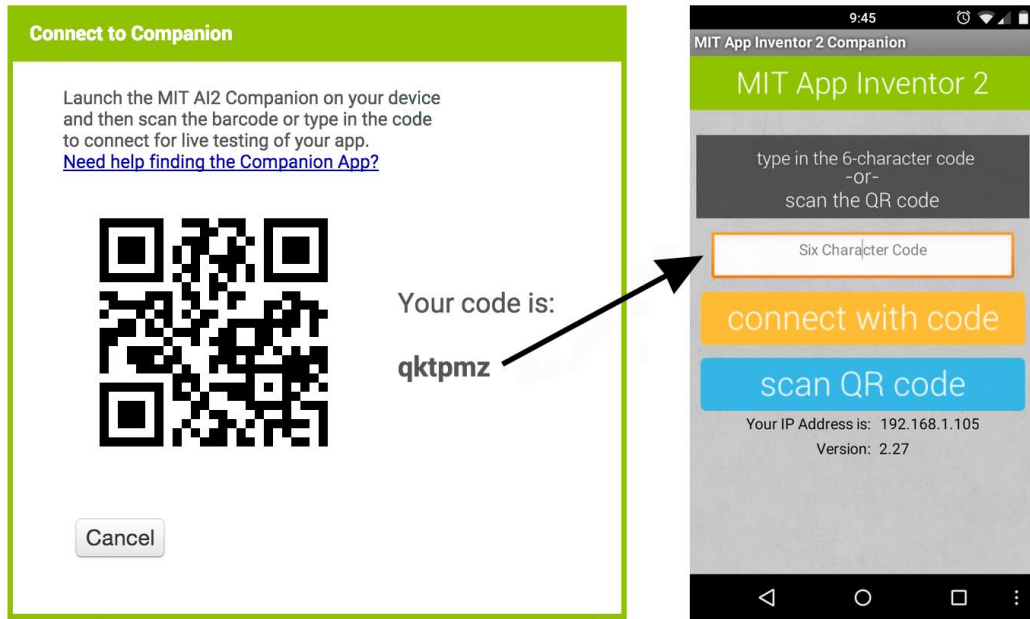 Connect to Companion
Launch the MIT AI2 Companion on your device
and then scan the barcode or type in the code
to connect for live testing of your app.
Need help finding the Companion App?
Your code is:
qktpmz
Cancel
9:45
MIT App Inventor 2 Companion
MIT App Inventor 2
type in the 6-character code
-or-
scan the QR code
Six Character Code
connect with code
scan QR code
Your IP Address is: 192.168.1.105
Version: 2.27